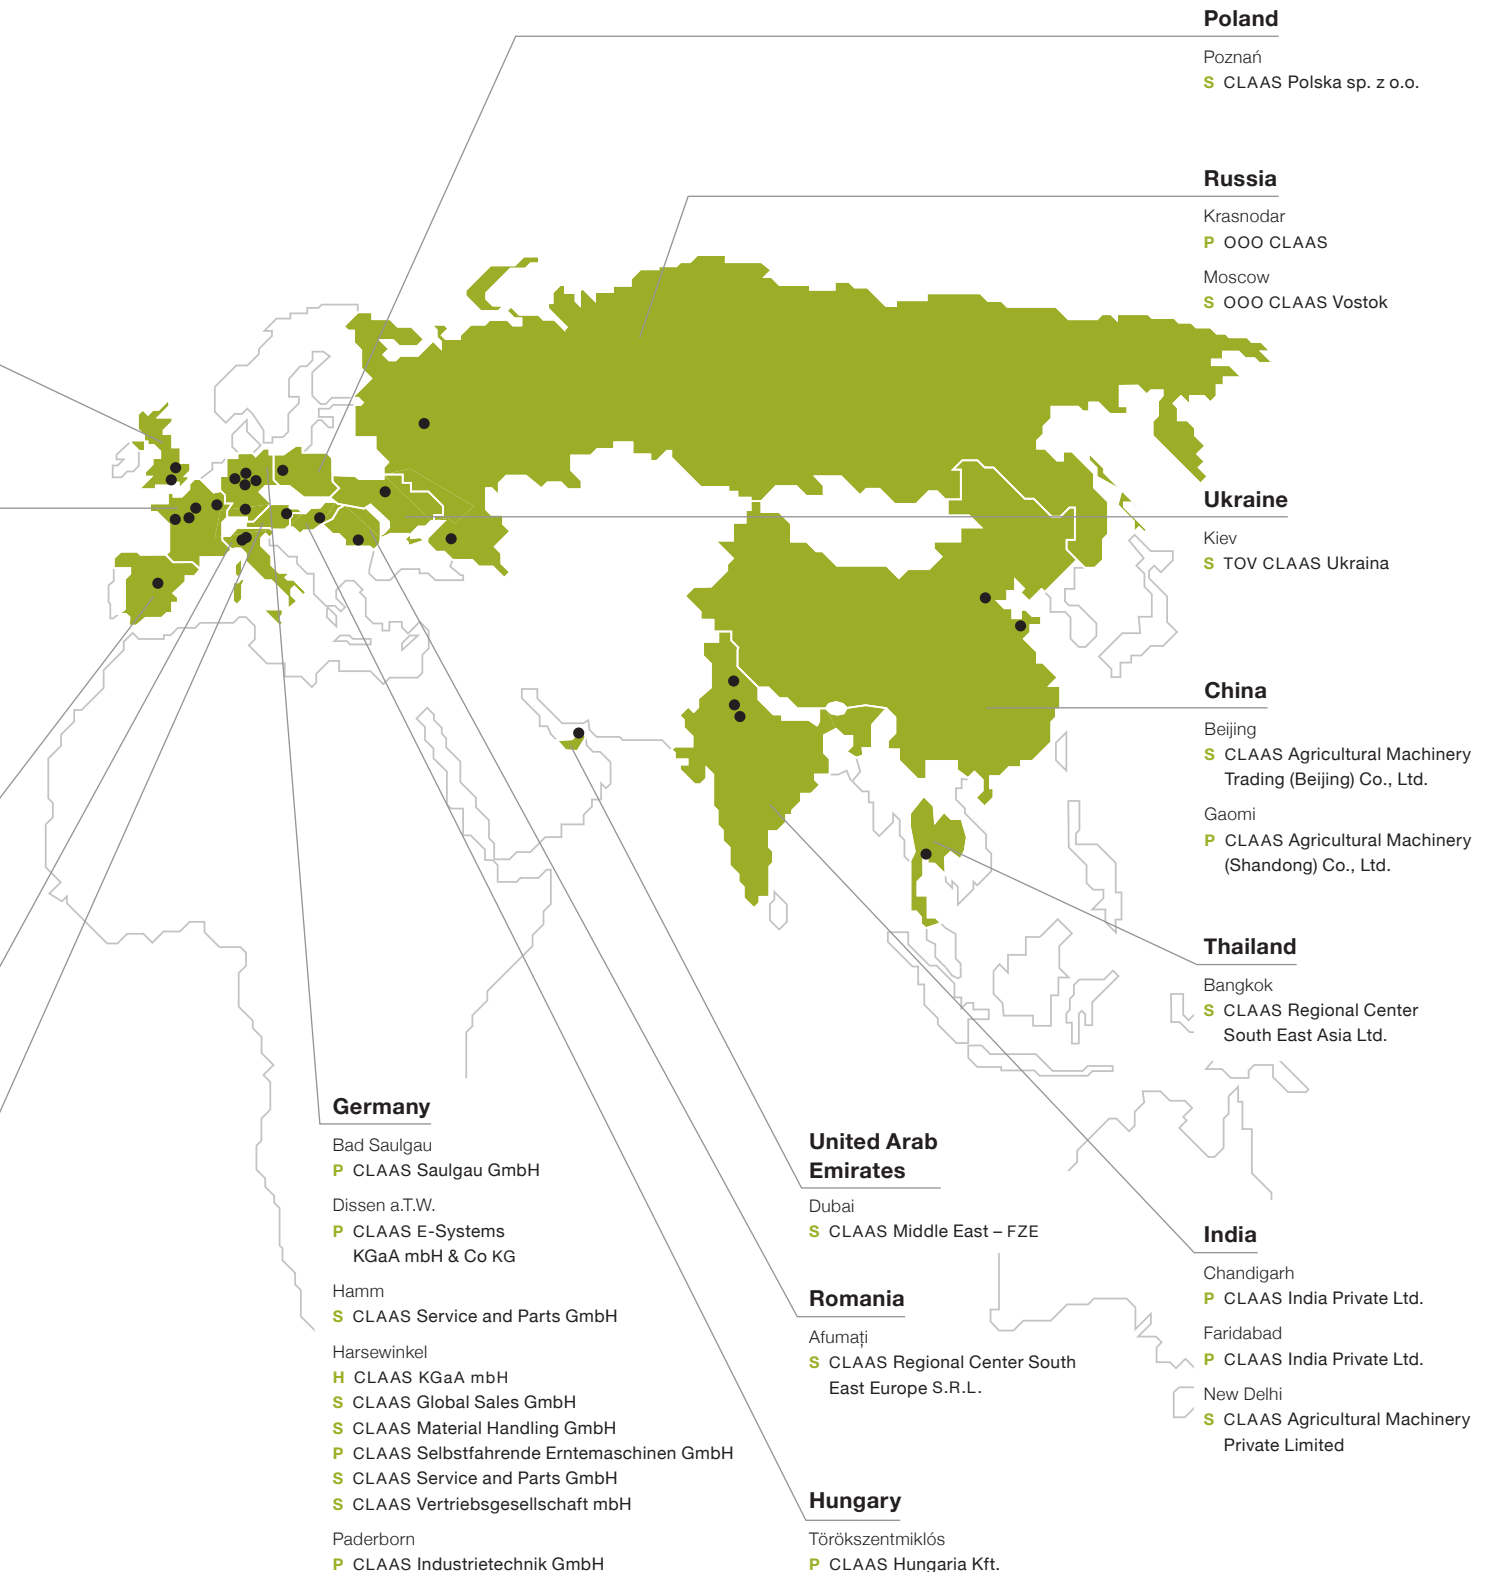 Poland
Poznań
S CLAAS Polska sp. z o.o.
Russia
Krasnodar
P OOO CLAAS
Moscow
S OOO CLAAS Vostok
Ukraine
Kiev
S TOV CLAAS Ukraina
China
Beijing
S CLAAS Agricultural Machinery
Trading (Beijing) Co., Ltd.
Gaomi
P CLAAS Agricultural Machinery
(Shandong) Co., Ltd.
Thailand
Bangkok
S CLAAS Regional Center
South East Asia Ltd.
India
Chandigarh
P CLAAS India Private Ltd.
Faridabad
P CLAAS India Private Ltd.
New Delhi
S CLAAS Agricultural Machinery
Private Limited
United Arab
Emirates
Dubai
S CLAAS Middle East – FZE
Romania
Afumați
S CLAAS Regional Center South
East Europe S.R.L.
Hungary
Törökszentmiklós
P CLAAS Hungaria Kft.
Germany
Bad Saulgau
P CLAAS Saulgau GmbH
Dissen a.T.W.
P CLAAS E-Systems
KGaA mbH & Co KG
Hamm
S CLAAS Service and Parts GmbH
Harsewinkel
H CLAAS KGaA mbH
S CLAAS Global Sales GmbH
S CLAAS Material Handling GmbH
P CLAAS Selbstfahrende Erntemaschinen GmbH
S CLAAS Service and Parts GmbH
S CLAAS Vertriebsgesellschaft mbH
Paderborn
P CLAAS Industrietechnik GmbH